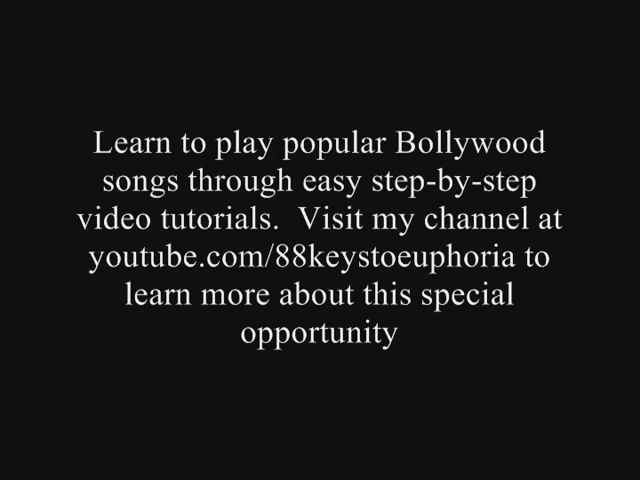 Learn to play popular Bollywood
songs through easy step-by-step
video tutorials.  Visit my channel at
youtube.com/88keystoeuphoria to
learn more about this special
opportunity